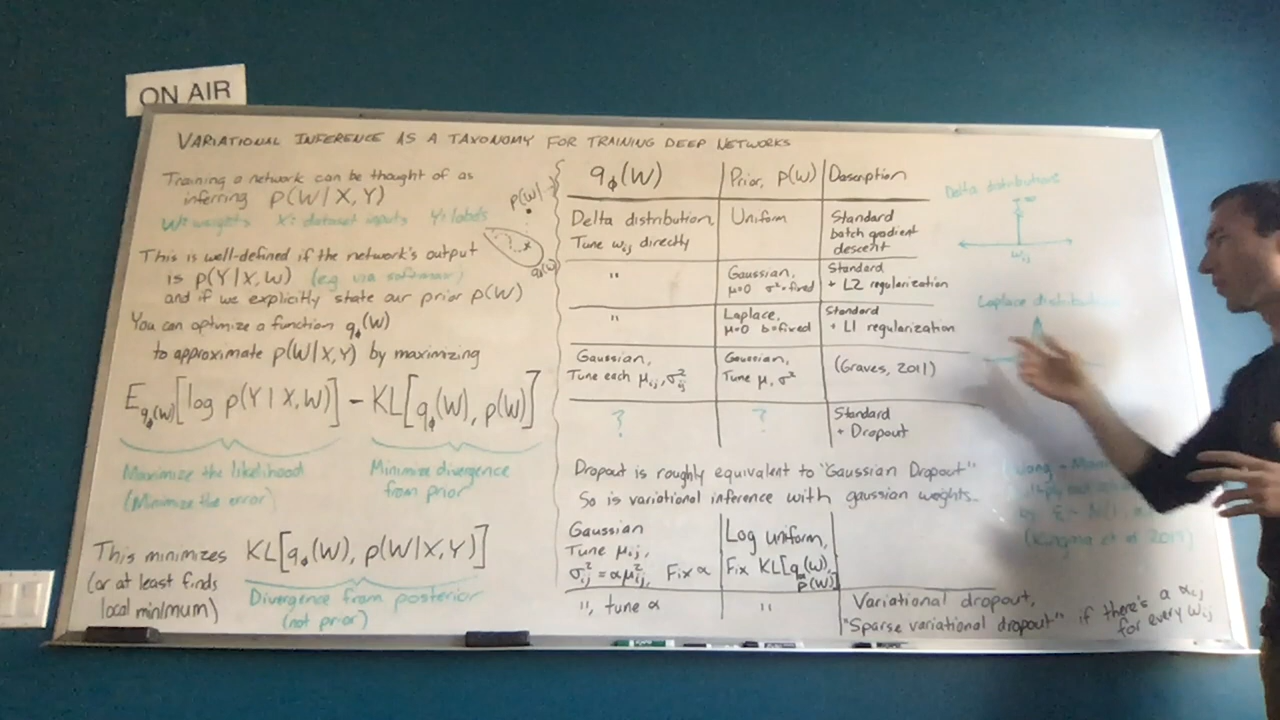 ON AIR
VARIATIONAL INFERENCE AS A TAXONOMY FOR TRAINING DEEP NETWORKS
Training a network can be thought of as
inferring p(W|X,Y)
W: weights X: dataset inputs Y: labels
This is well-defined if the network's output
is p(Y|X,W) (e.g. via softmax)
and if we explicitly state our prior p(W)
p(W)
x
You can optimize a function qϕ(W)
to approximate p(W|X,Y) by maximizing
E_qϕ(W)[log p(Y|X,W)] - KL[qϕ(W), p(W)]
Maximize the likelihood
(Minimize the error)
Minimize divergence
from prior
This minimizes KL[qϕ(W), p(W|X,Y)]
(or at least finds
local minimum)
Divergence from posterior
(not prior)
qϕ(W) Prior, p(W) Description
Delta distribution, Uniform Standard
Tune wᵢⱼ directly batch gradient
descent
" Gaussian, Standard
μ=0 σ²=fixed + L2 regularization
" Laplace, Standard
μ=0 b=fixed + L1 regularization
Gaussian, Gaussian, (Graves, 2011)
Tune each μᵢⱼ, σ²ᵢⱼ Tune μ, σ²
? ? Standard
+ Dropout
Dropout is roughly equivalent to "Gaussian Dropout"
So is variational inference with gaussian weights...
Gaussian Log uniform,
Tune μᵢⱼ,
σ²ᵢⱼ = αμ²ᵢⱼ, Fix α Fix KL[qϕ(W),
p(W)]
", tune α " Variational dropout,
"Sparse variational dropout" if there's a αᵢⱼ
for every wᵢⱼ
Delta distributions
∞
wᵢⱼ
Laplace
(Kingma et al